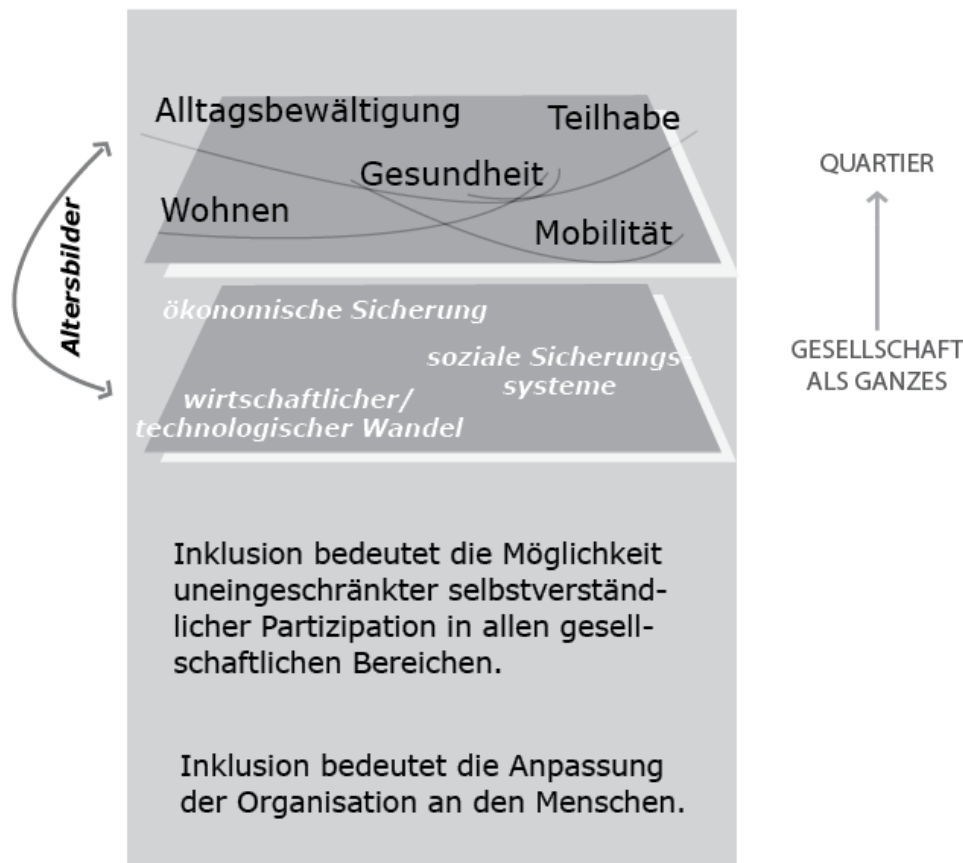 Alltagsbewältigung
Teilhabe
Gesundheit
Wohnen
Mobilität
Altersbilder
ökonomische Sicherung
soziale Sicherungs-
systeme
wirtschaftlicher/
technologischer Wandel
QUARTIER
GESELLSCHAFT
ALS GANZES
Inklusion bedeutet die Möglichkeit
uneingeschränkter selbstverständ-
licher Partizipation in allen gesell-
schaftlichen Bereichen.
Inklusion bedeutet die Anpassung
der Organisation an den Menschen.